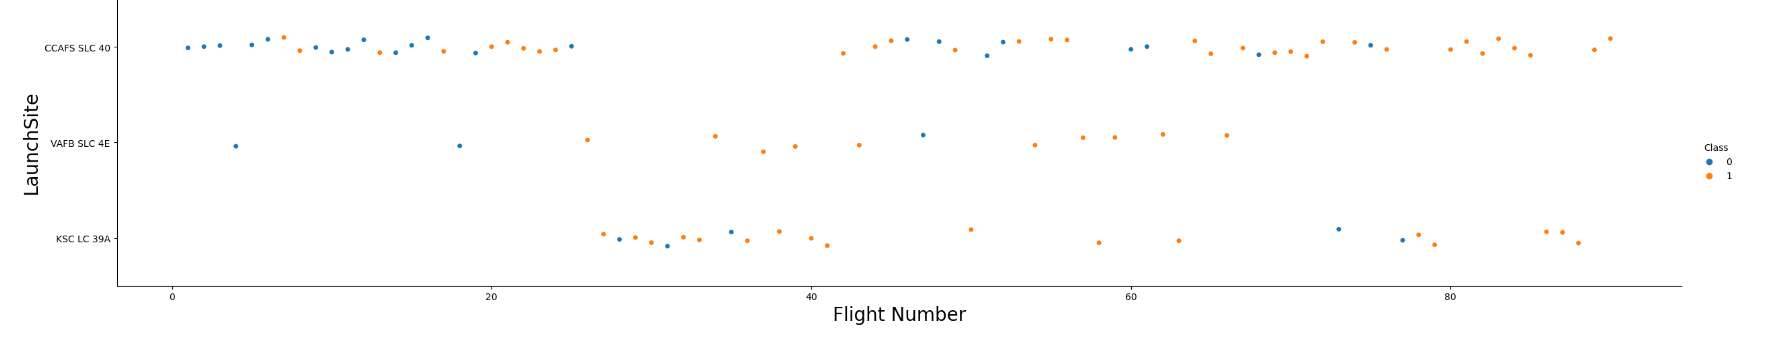 LaunchSite
CCAFS SLC 40
VAFB SLC 4E
KSC LC 39A
0 20 40 60 80
Flight Number
Class
0
1